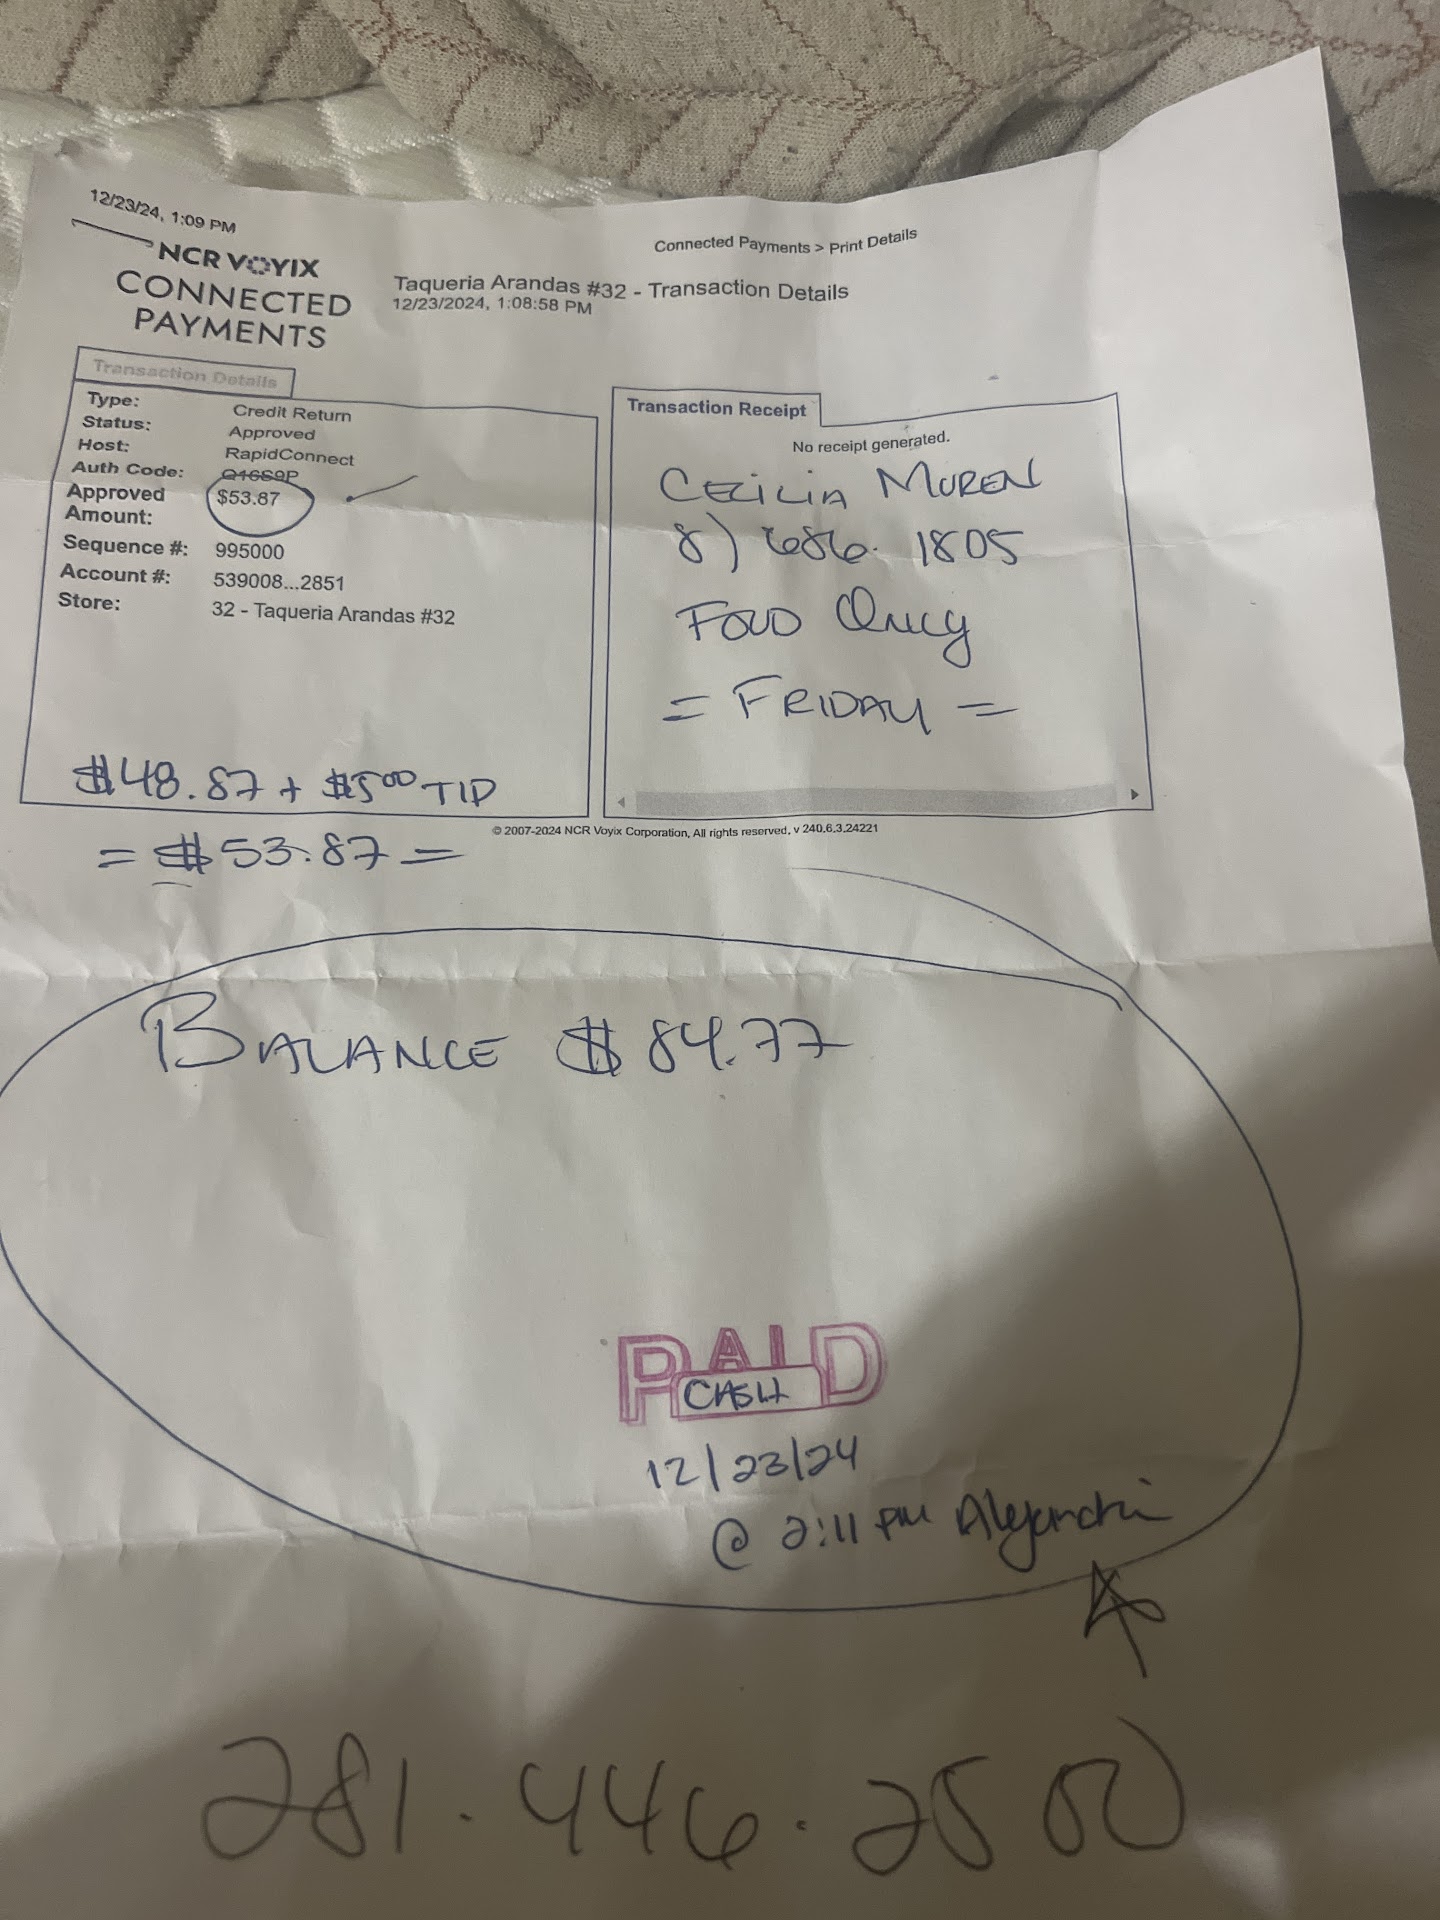 12/23/24, 1:09 PM
Connected Payments > Print Details
NCR VOYIX
CONNECTED
PAYMENTS
Taqueria Arandas #32 - Transaction Details
12/23/2024, 1:08:58 PM
Transaction Details
Type: Credit Return
Status: Approved
Host: RapidConnect
Auth Code: Q16S9P
Approved Amount: $53.87
Sequence #: 995000
Account #: 539008...2851
Store: 32 - Taqueria Arandas #32
$48.87 + $5.00 TIP
= $53.87 =
Transaction Receipt
No receipt generated.
CECILIA MOREN
8) 686. 1805
FOOD ONLY
= FRIDAY =
© 2007-2024 NCR Voyix Corporation, All rights reserved. v 240.6.3.24221
BALANCE $84.77
PAID
CASH
12/23/24
@ 2:11 PM
281.446.2500